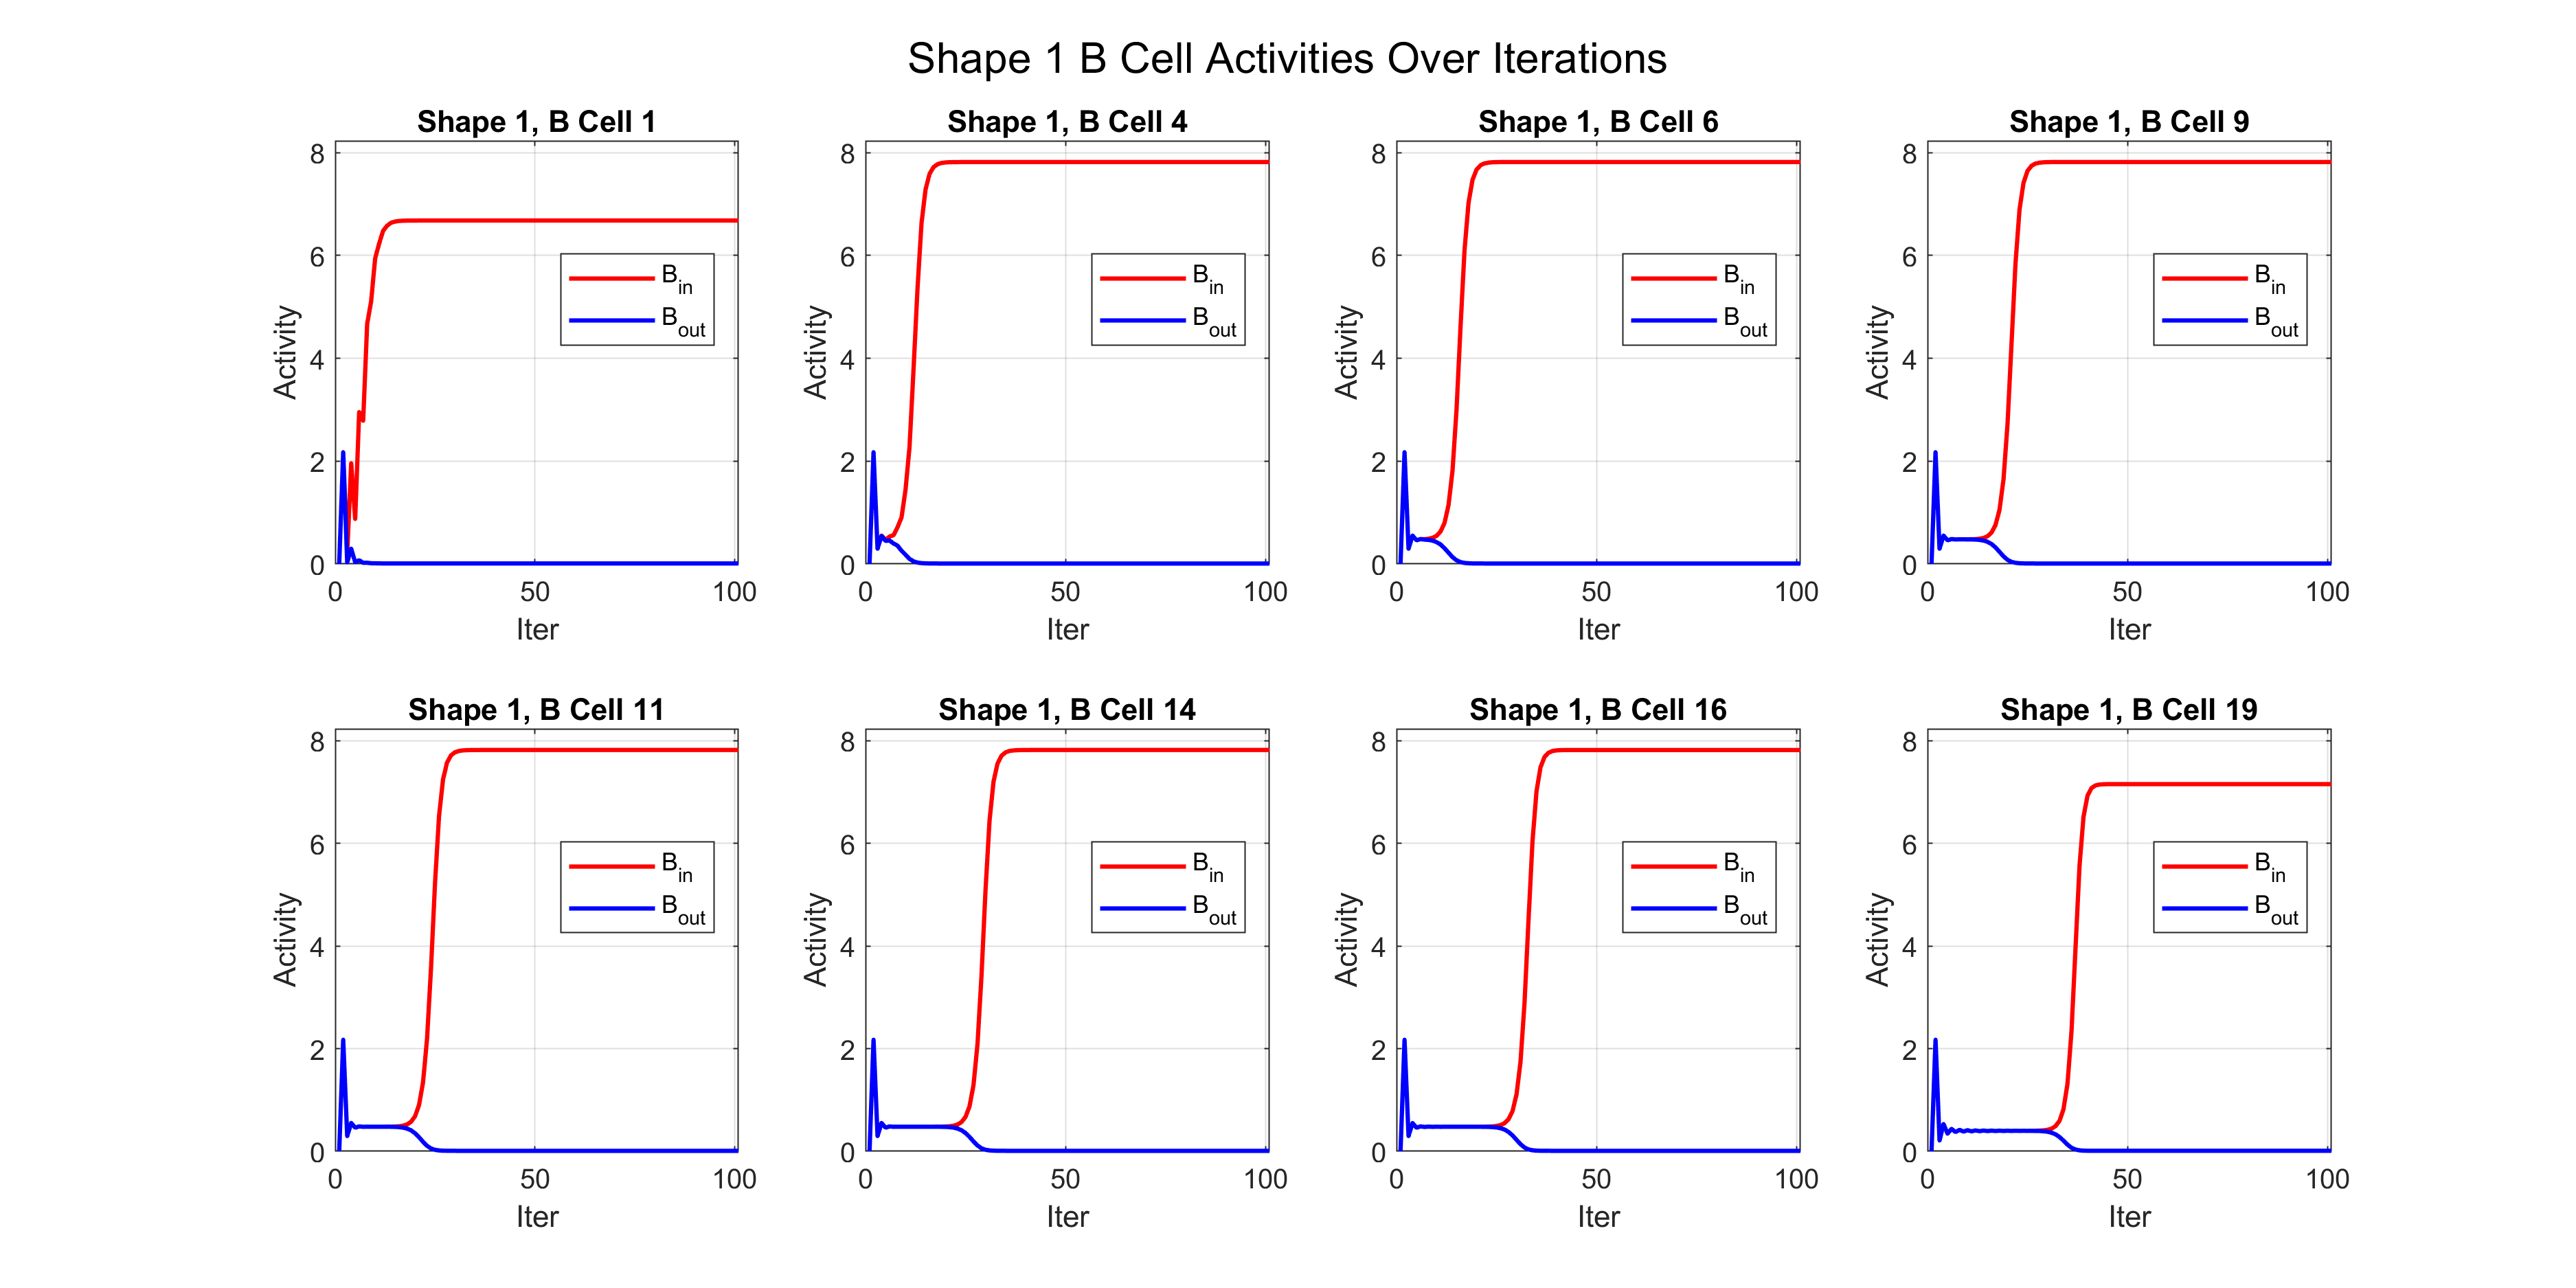 Shape 1 B Cell Activities Over Iterations
Shape 1, B Cell 1
8
6
4
2
0
0 50 100
Activity
Iter
B_in
B_out
Shape 1, B Cell 4
8
6
4
2
0
0 50 100
Activity
Iter
B_in
B_out
Shape 1, B Cell 6
8
6
4
2
0
0 50 100
Activity
Iter
B_in
B_out
Shape 1, B Cell 9
8
6
4
2
0
0 50 100
Activity
Iter
B_in
B_out
Shape 1, B Cell 11
8
6
4
2
0
0 50 100
Activity
Iter
B_in
B_out
Shape 1, B Cell 14
8
6
4
2
0
0 50 100
Activity
Iter
B_in
B_out
Shape 1, B Cell 16
8
6
4
2
0
0 50 100
Activity
Iter
B_in
B_out
Shape 1, B Cell 19
8
6
4
2
0
0 50 100
Activity
Iter
B_in
B_out